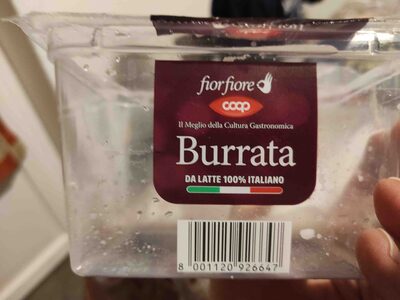 fiorfiore
coop
Il Meglio della Cultura Gastronomica
Burrata
DA LATTE 100% ITALIANO
8 001120 926647